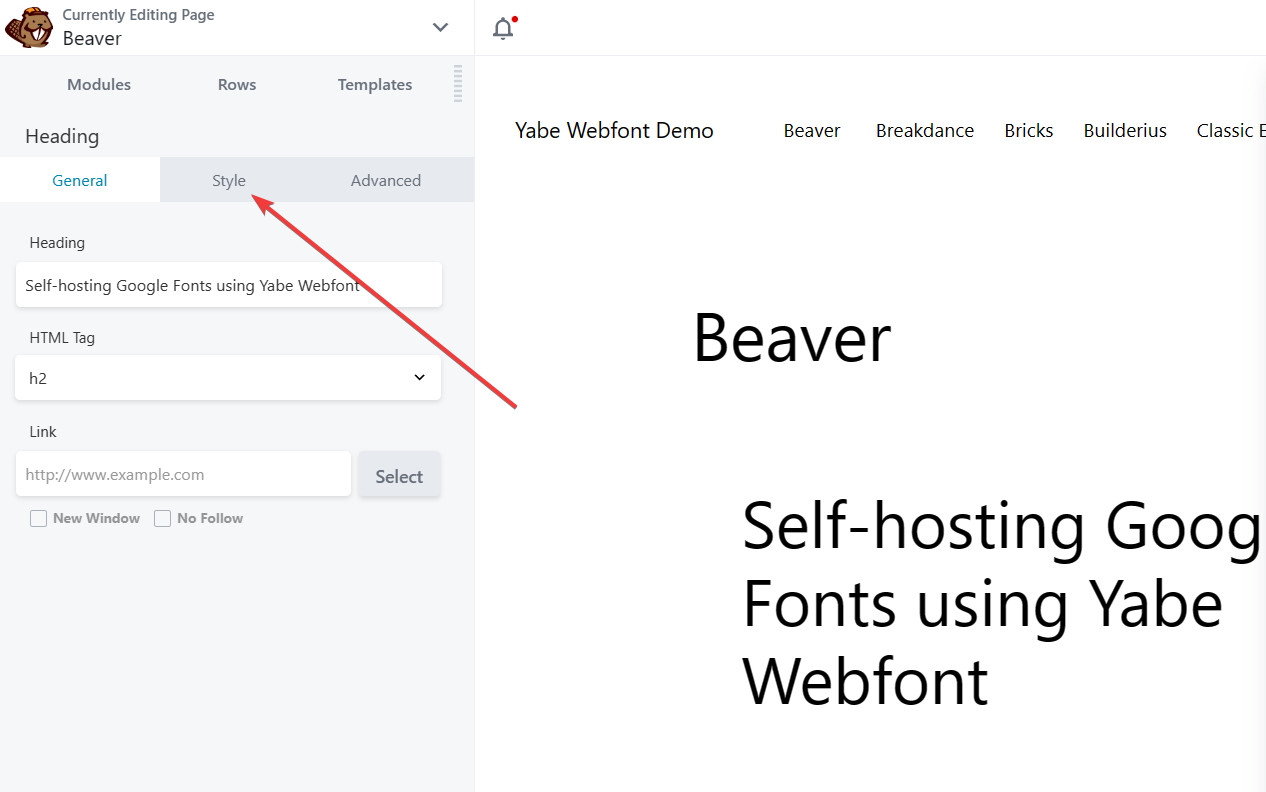 Currently Editing Page
Beaver
Modules Rows Templates
Heading
General Style Advanced
Heading
Self-hosting Google Fonts using Yabe Webfont
HTML Tag
h2
Link
http://www.example.com Select
New Window No Follow
Yabe Webfont Demo Beaver Breakdance Bricks Builderius Classic E
Beaver
Self-hosting Goog
Fonts using Yabe
Webfont